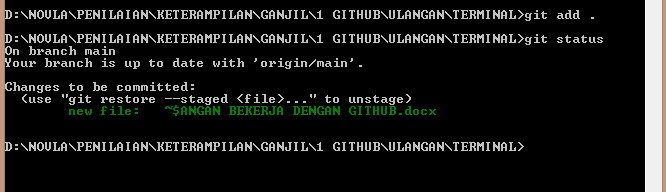 D:\NOVLA\PENILAIAN\KETERAMPILAN\GANJIL\1 GITHUB\ULANGAN\TERMINAL>git add .
D:\NOVLA\PENILAIAN\KETERAMPILAN\GANJIL\1 GITHUB\ULANGAN\TERMINAL>git status
On branch main
Your branch is up to date with 'origin/main'.
Changes to be committed:
(use "git restore --staged <file>..." to unstage)
new file: ~$ANGAN BEKERJA DENGAN GITHUB.docx
D:\NOVLA\PENILAIAN\KETERAMPILAN\GANJIL\1 GITHUB\ULANGAN\TERMINAL>